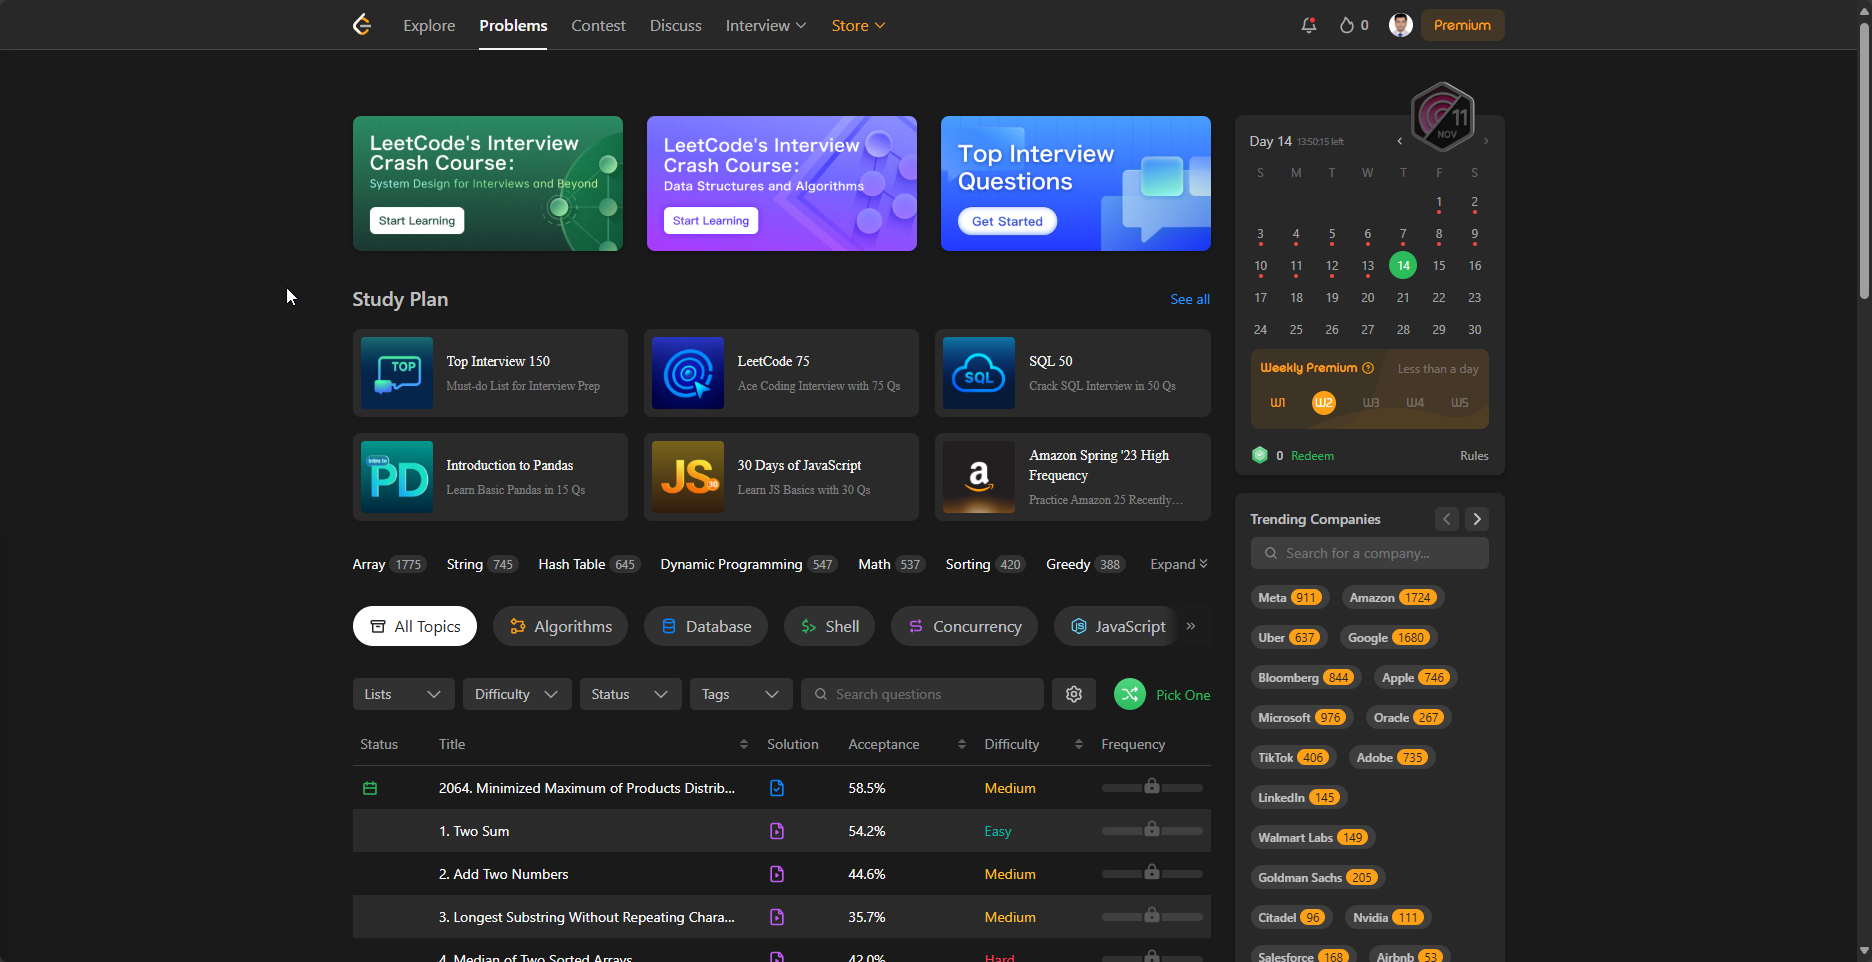 Explore Problems Contest Discuss Interview Store 0 Premium
LeetCode's Interview
Crash Course:
System Design for Interviews and Beyond
Start Learning
LeetCode's Interview
Crash Course:
Data Structures and Algorithms
Start Learning
Top Interview
Questions
Get Started
Study Plan See all
TOP
Top Interview 150
Must-do List for Interview Prep
LeetCode 75
Ace Coding Interview with 75 Qs
SQL
SQL 50
Crack SQL Interview in 50 Qs
Intro to
PD
Introduction to Pandas
Learn Basic Pandas in 15 Qs
JS 30
30 Days of JavaScript
Learn JS Basics with 30 Qs
a
Amazon Spring '23 High
Frequency
Practice Amazon 25 Recently...
Array 1775 String 745 Hash Table 645 Dynamic Programming 547 Math 537 Sorting 420 Greedy 388 Expand
All Topics Algorithms Database $> Shell Concurrency JS JavaScript »
Lists Difficulty Status Tags Search questions Pick One
Status Title Solution Acceptance Difficulty Frequency
2064. Minimized Maximum of Products Distrib... 58.5% Medium
1. Two Sum 54.2% Easy
2. Add Two Numbers 44.6% Medium
3. Longest Substring Without Repeating Chara... 35.7% Medium
4. Median of Two Sorted Arrays 42.0% Hard
11
NOV
Day 14 13:50:15 left
S M T W T F S
1 2
3 4 5 6 7 8 9
10 11 12 13 14 15 16
17 18 19 20 21 22 23
24 25 26 27 28 29 30
Weekly Premium Less than a day
W1 W2 W3 W4 W5
0 Redeem Rules
Trending Companies
Search for a company...
Meta 911 Amazon 1724
Uber 637 Google 1680
Bloomberg 844 Apple 746
Microsoft 976 Oracle 267
TikTok 406 Adobe 735
LinkedIn 145
Walmart Labs 149
Goldman Sachs 205
Citadel 96 Nvidia 111
Salesforce 168 Airbnb 53